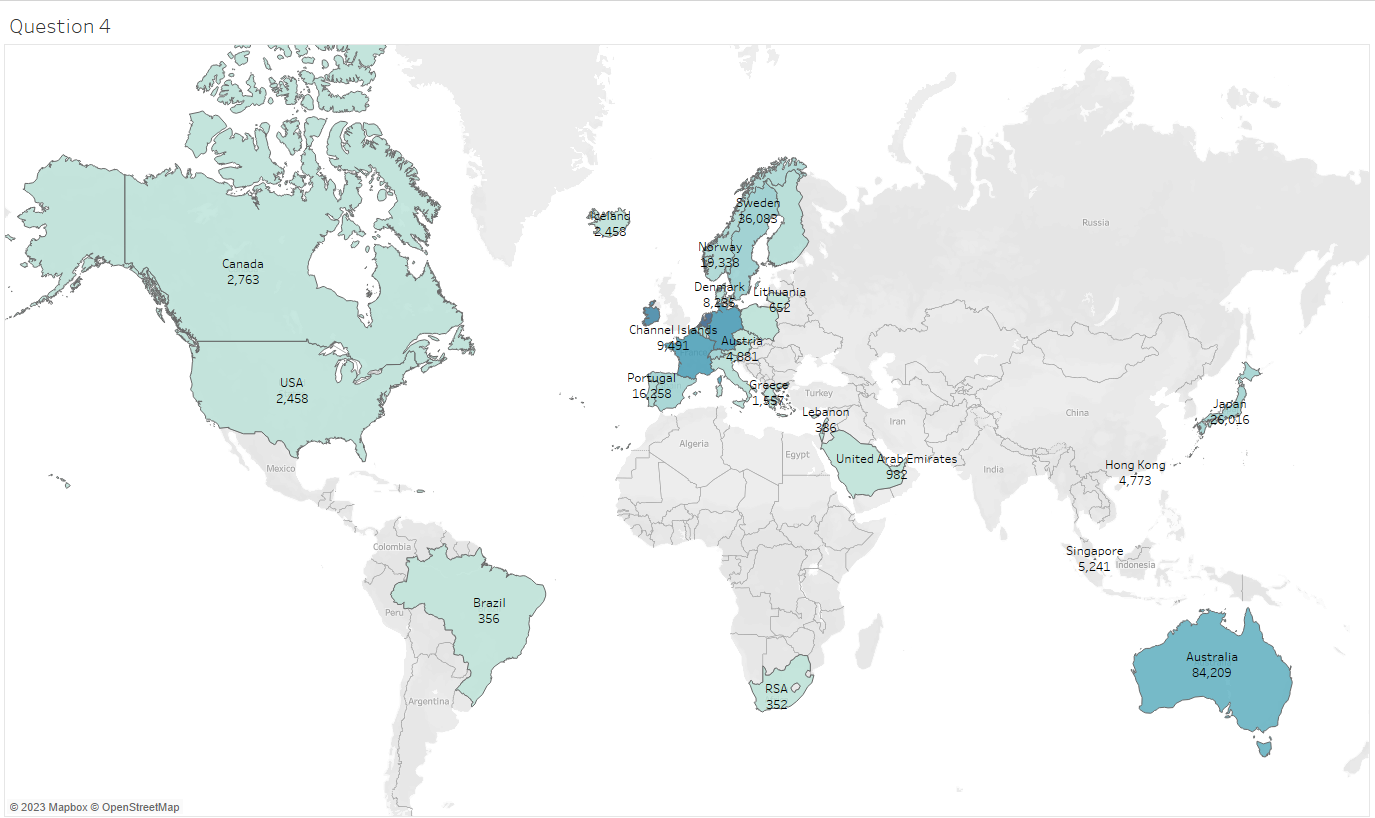 Question 4
Sweden
36,083
Iceland
2,458
Russia
Norway
19,338
Canada
2,763
Denmark
8,235
Lithuania
652
Channel Islands
9,491
Austria
4,881
USA
2,458
Portugal
16,258
Greece
1,557
Turkey
Japan
26,016
Lebanon
386
China
Iran
Algeria
Egypt
United Arab Emirates
982
Mexico
India
Hong Kong
4,773
Colombia
Singapore
5,241
Indonesia
Brazil
356
Peru
Australia
84,209
RSA
352
Argentina
© 2023 Mapbox © OpenStreetMap